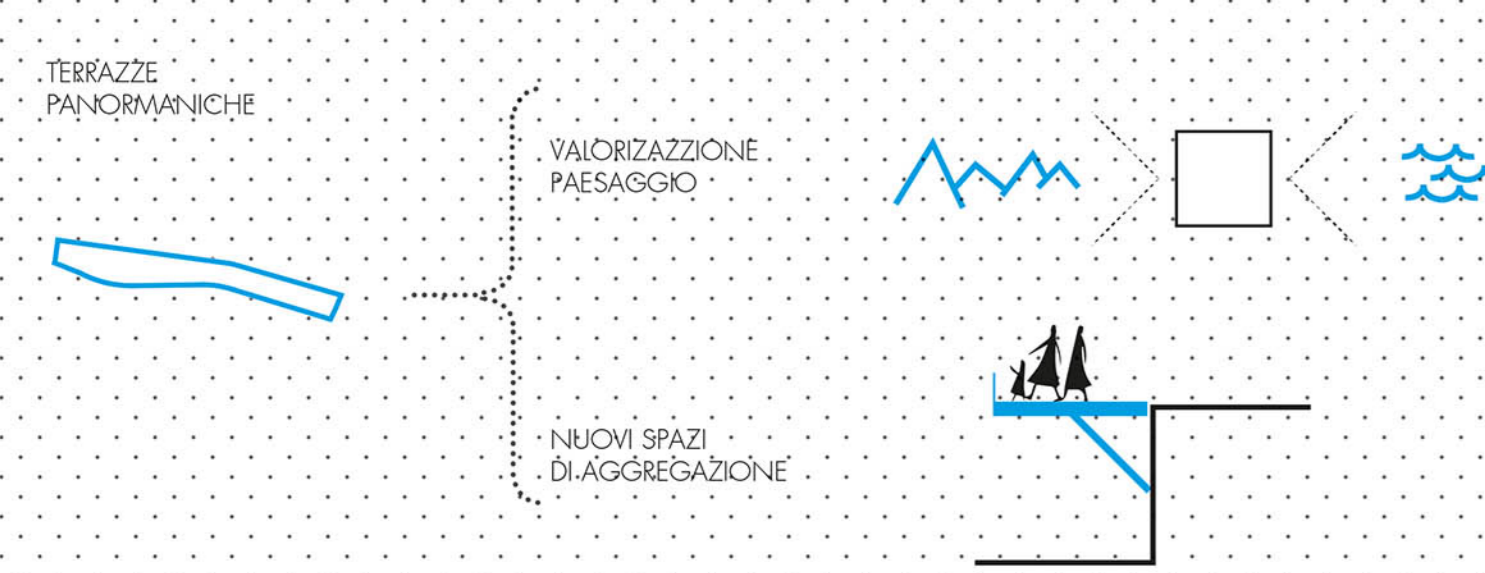 TERRAZZE
PANORMANICHE
VALORIZAZZIONE
PAESAGGIO
NUOVI SPAZI
DI AGGREGAZIONE